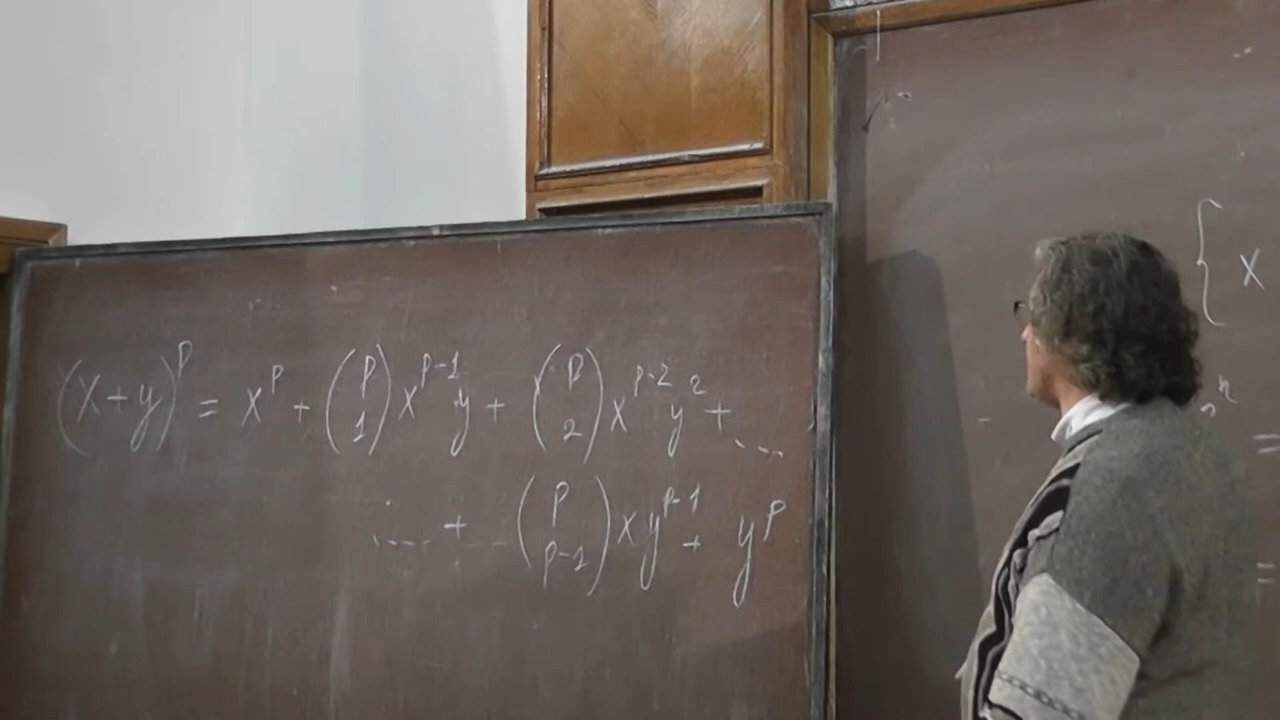 (x+y)^p = x^p + (p 1) x^{p-1} y + (p 2) x^{p-2} y^2 + ...
... + (p p-1) x y^{p-1} + y^p
{ x
n
=
=